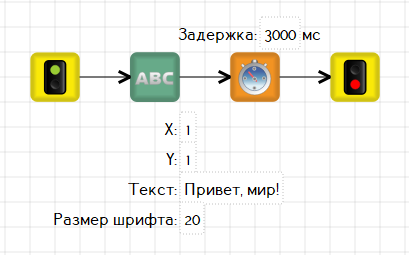 Задержка: 3000 мс
ABC
X: 1
Y: 1
Текст: Привет, мир!
Размер шрифта: 20